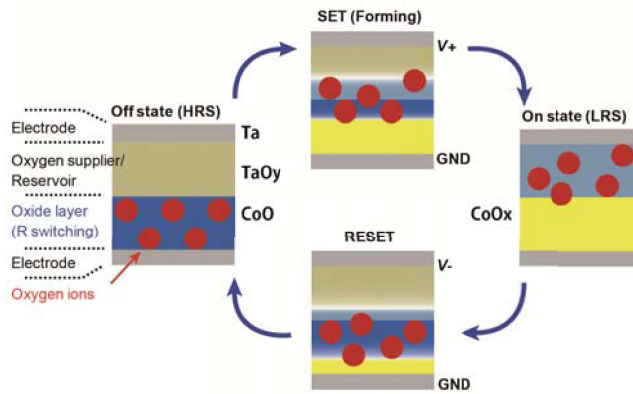 SET (Forming)
V+
GND
Off state (HRS)
Electrode
Oxygen supplier/
Reservoir
Oxide layer
(R switching)
Electrode
Oxygen ions
Ta
TaOy
CoO
On state (LRS)
CoOx
RESET
V-
GND